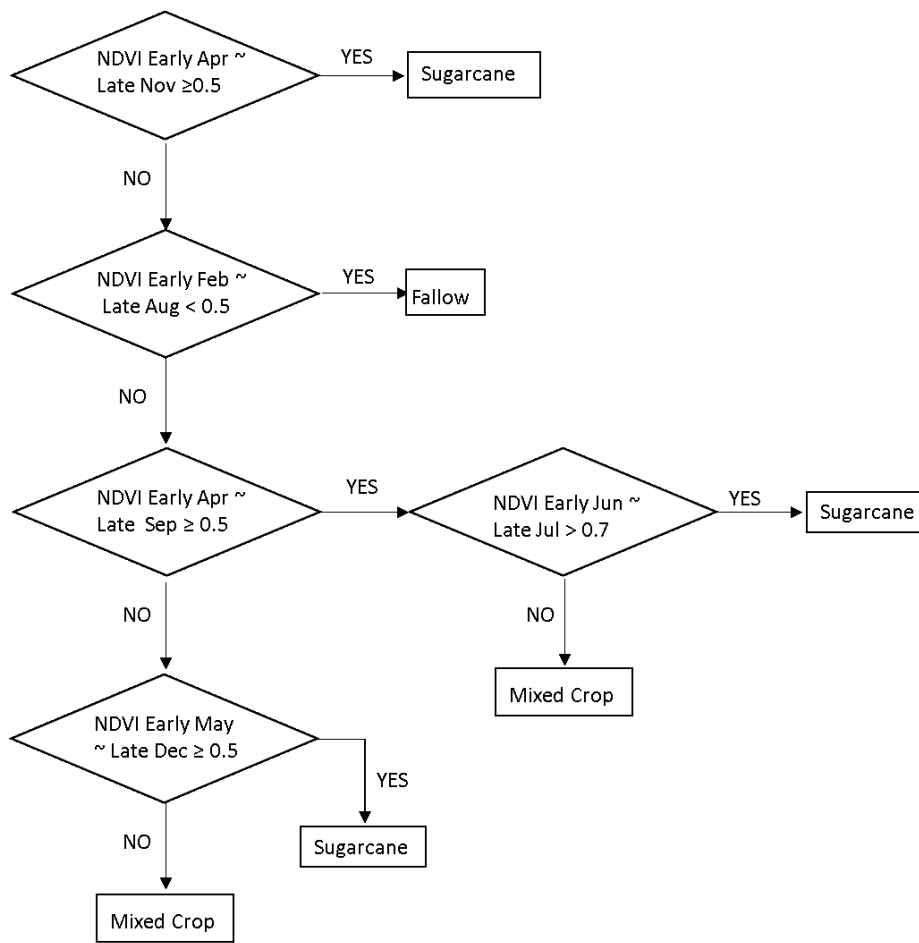 NDVI Early Apr ~
Late Nov ≥0.5
YES
Sugarcane
NO
NDVI Early Feb ~
Late Aug < 0.5
YES
Fallow
NO
NDVI Early Apr ~
Late Sep ≥ 0.5
YES
NDVI Early Jun ~
Late Jul > 0.7
YES
Sugarcane
NO
Mixed Crop
NO
NDVI Early May
~ Late Dec ≥ 0.5
YES
Sugarcane
NO
Mixed Crop